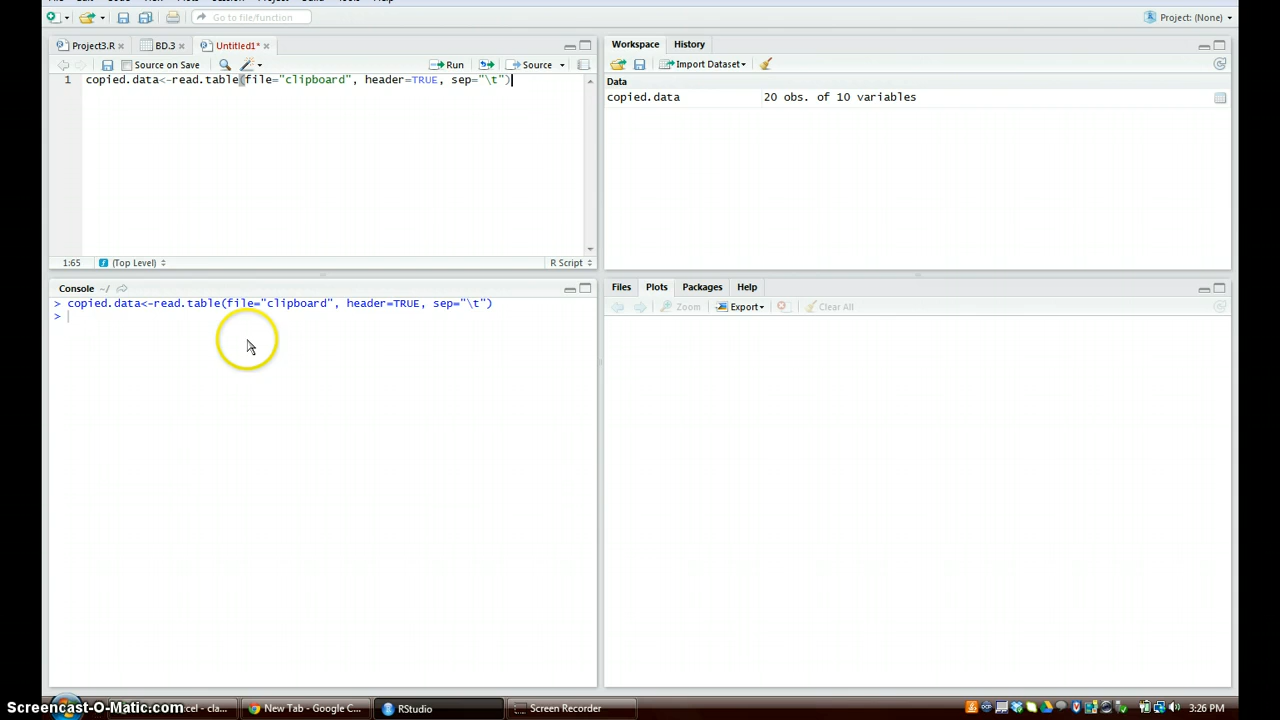 Go to file/function
Project: (None)
Project3.R
BD.3
Untitled1*
Source on Save
Run
Source
1
copied.data<-read.table(file="clipboard", header=TRUE, sep="\t")
1:65
(Top Level)
R Script
Workspace
History
Import Dataset
Data
copied.data
20 obs. of 10 variables
Console ~/
> copied.data<-read.table(file="clipboard", header=TRUE, sep="\t")
>
Files
Plots
Packages
Help
Zoom
Export
Clear All
Screencast-O-Matic.com
New Tab - Google C...
RStudio
Screen Recorder
3:26 PM